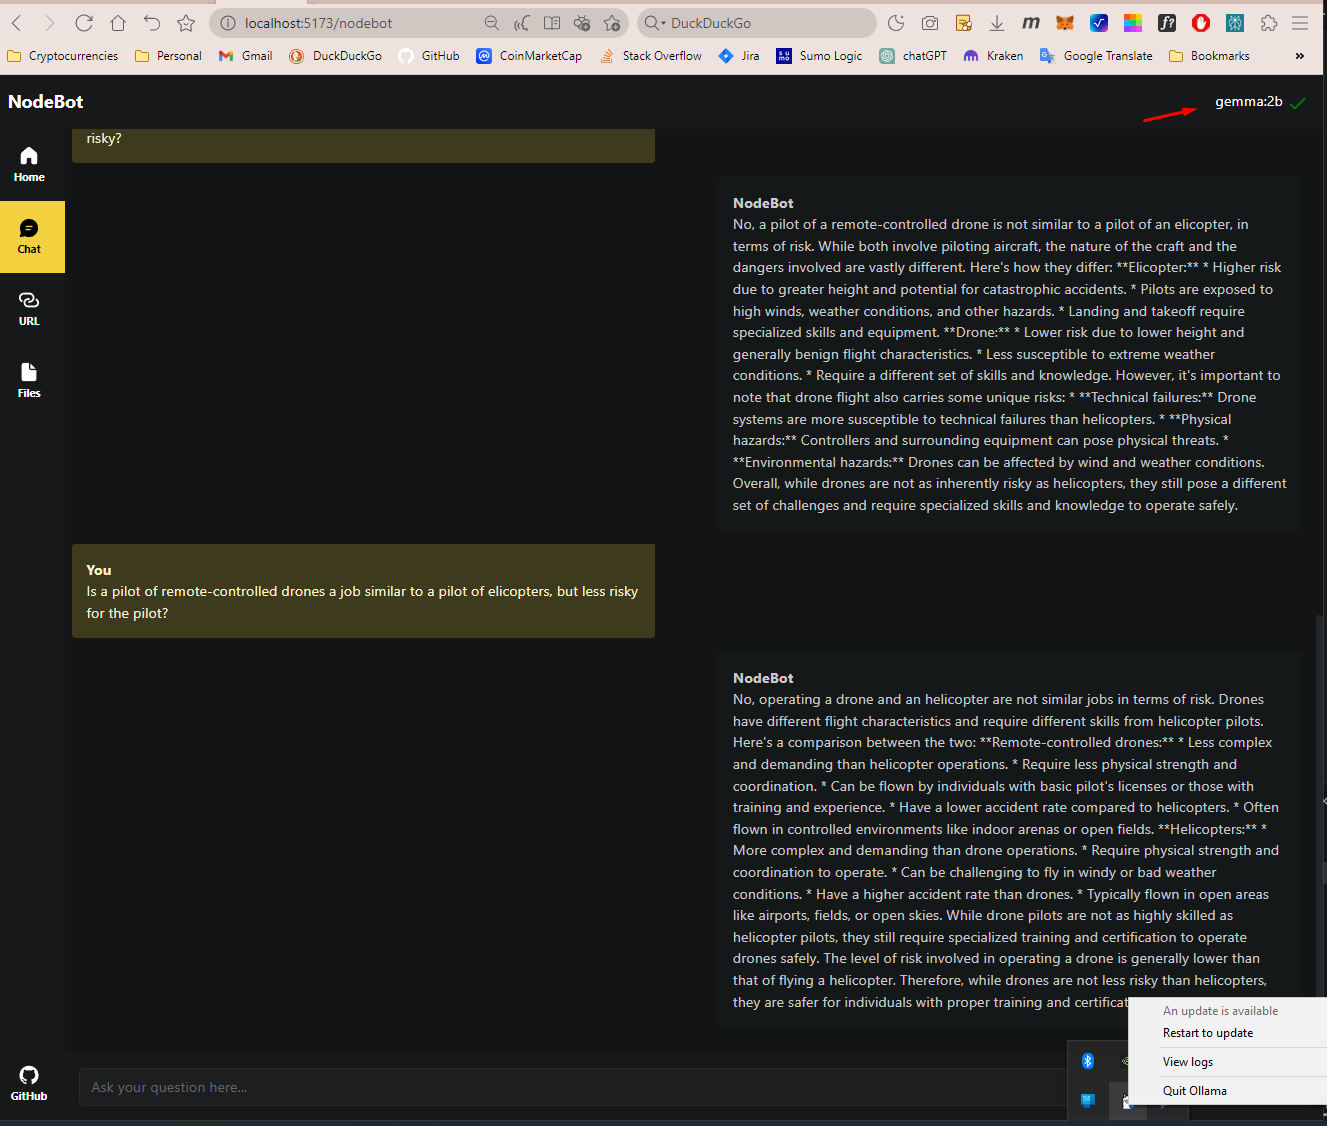 localhost:5173/nodebot
DuckDuckGo
Cryptocurrencies
Personal
Gmail
DuckDuckGo
GitHub
CoinMarketCap
Stack Overflow
Jira
Sumo Logic
chatGPT
Kraken
Google Translate
Bookmarks
NodeBot
gemma:2b
Home
Chat
URL
Files
GitHub
risky?
NodeBot
No, a pilot of a remote-controlled drone is not similar to a pilot of an elicopter, in
terms of risk. While both involve piloting aircraft, the nature of the craft and the
dangers involved are vastly different. Here's how they differ: **Elicopter:** * Higher risk
due to greater height and potential for catastrophic accidents. * Pilots are exposed to
high winds, weather conditions, and other hazards. * Landing and takeoff require
specialized skills and equipment. **Drone:** * Lower risk due to lower height and
generally benign flight characteristics. * Less susceptible to extreme weather
conditions. * Require a different set of skills and knowledge. However, it's important to
note that drone flight also carries some unique risks: * **Technical failures:** Drone
systems are more susceptible to technical failures than helicopters. * **Physical
hazards:** Controllers and surrounding equipment can pose physical threats. *
**Environmental hazards:** Drones can be affected by wind and weather conditions.
Overall, while drones are not as inherently risky as helicopters, they still pose a different
set of challenges and require specialized skills and knowledge to operate safely.
You
Is a pilot of remote-controlled drones a job similar to a pilot of elicopters, but less risky
for the pilot?
NodeBot
No, operating a drone and an helicopter are not similar jobs in terms of risk. Drones
have different flight characteristics and require different skills from helicopter pilots.
Here's a comparison between the two: **Remote-controlled drones:** * Less complex
and demanding than helicopter operations. * Require less physical strength and
coordination. * Can be flown by individuals with basic pilot's licenses or those with
training and experience. * Have a lower accident rate compared to helicopters. * Often
flown in controlled environments like indoor arenas or open fields. **Helicopters:** *
More complex and demanding than drone operations. * Require physical strength and
coordination to operate. * Can be challenging to fly in windy or bad weather
conditions. * Have a higher accident rate than drones. * Typically flown in open areas
like airports, fields, or open skies. While drone pilots are not as highly skilled as
helicopter pilots, they still require specialized training and certification to operate
drones safely. The level of risk involved in operating a drone is generally lower than
that of flying a helicopter. Therefore, while drones are not less risky than helicopters,
they are safer for individuals with proper training and certificat
Ask your question here...
An update is available
Restart to update
View logs
Quit Ollama